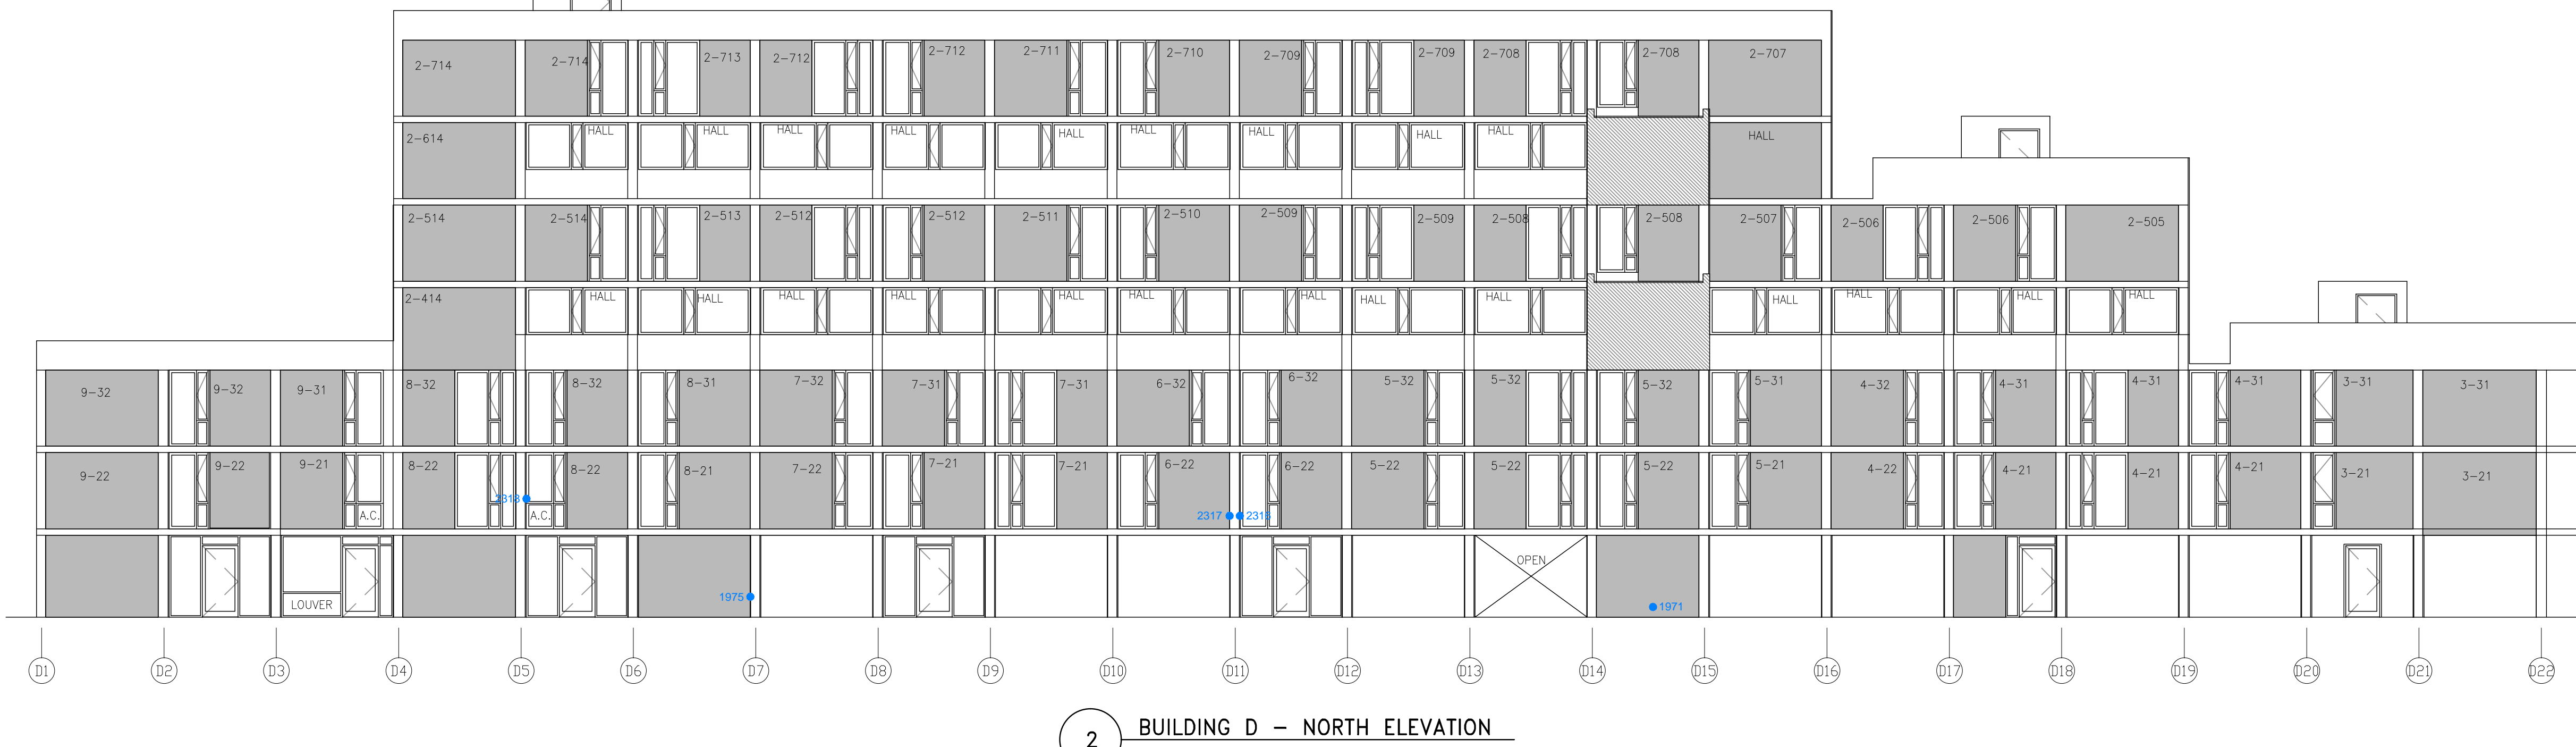 2-714 2-714 2-713 2-712 2-712 2-711 2-710 2-709 2-709 2-708 2-708 2-707
2-614 HALL HALL HALL HALL HALL HALL HALL HALL HALL HALL
2-514 2-514 2-513 2-512 2-512 2-511 2-510 2-509 2-509 2-508 2-508 2-507 2-506 2-506 2-505
2-414 HALL HALL HALL HALL HALL HALL HALL HALL HALL HALL HALL HALL HALL
9-32 9-32 9-31 8-32 8-32 8-31 7-32 7-31 7-31 6-32 6-32 5-32 5-32 5-32 5-31 4-32 4-31 4-31 4-31 3-31 3-31
9-22 9-22 9-21 8-22 8-22 8-21 7-22 7-21 7-21 6-22 6-22 5-22 5-22 5-22 5-21 4-22 4-21 4-21 4-21 3-21 3-21
A.C. A.C. 2317
LOUVER 1975 OPEN 1971
D1 D2 D3 D4 D5 D6 D7 D8 D9 D10 D11 D12 D13 D14 D15 D16 D17 D18 D19 D20 D21 D22
2 BUILDING D – NORTH ELEVATION